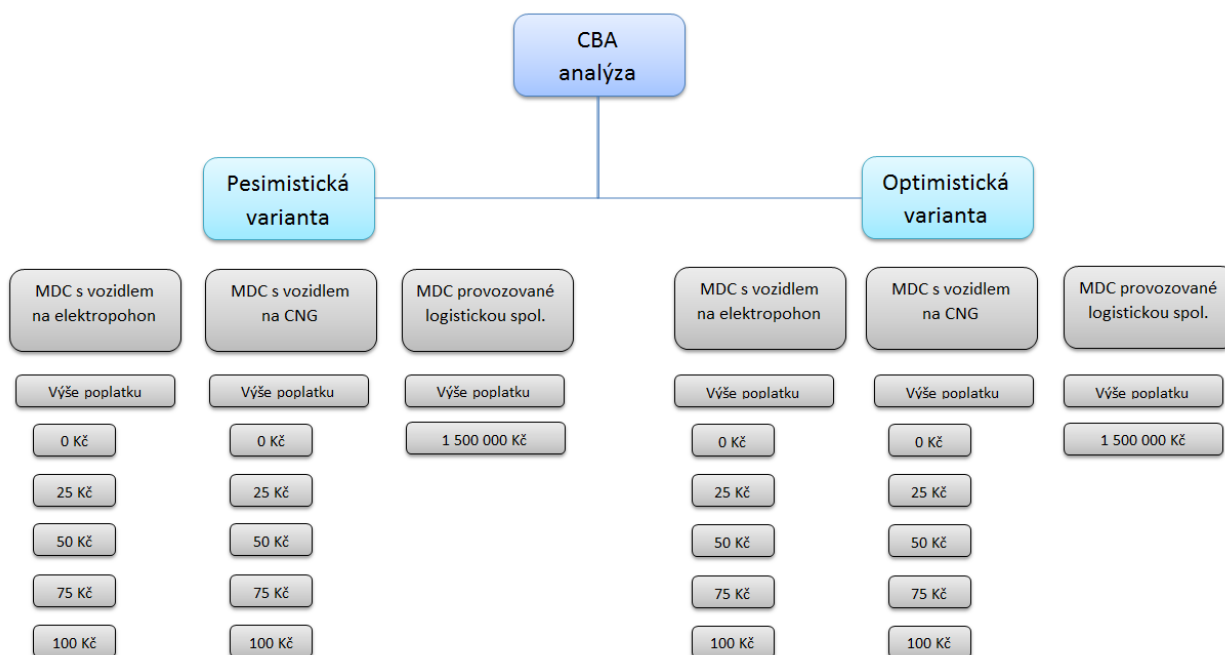 CBA
analýza
Pesimistická
varianta
Optimistická
varianta
MDC s vozidlem
na elektropohon
MDC s vozidlem
na CNG
MDC provozované
logistickou spol.
MDC s vozidlem
na elektropohon
MDC s vozidlem
na CNG
MDC provozované
logistickou spol.
Výše poplatku
Výše poplatku
Výše poplatku
Výše poplatku
Výše poplatku
Výše poplatku
0 Kč
0 Kč
1 500 000 Kč
0 Kč
0 Kč
1 500 000 Kč
25 Kč
25 Kč
25 Kč
25 Kč
50 Kč
50 Kč
50 Kč
50 Kč
75 Kč
75 Kč
75 Kč
75 Kč
100 Kč
100 Kč
100 Kč
100 Kč